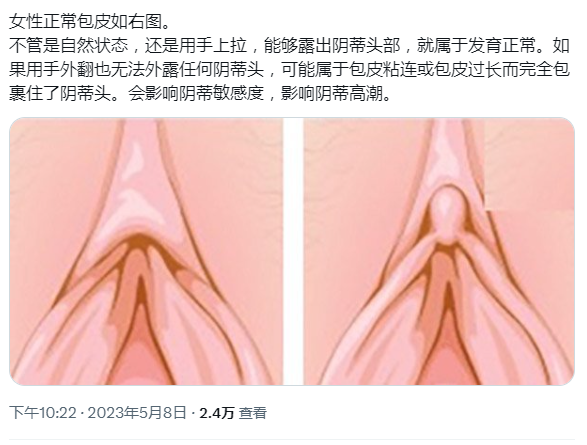 女性正常包皮如右图。
不管是自然状态，还是用手上拉，能够露出阴蒂头部，就属于发育正常。如
果用手外翻也无法外露任何阴蒂头，可能属于包皮粘连或包皮过长而完全包
裹住了阴蒂头。会影响阴蒂敏感度，影响阴蒂高潮。
下午10:22 · 2023年5月8日 · 2.4万 查看